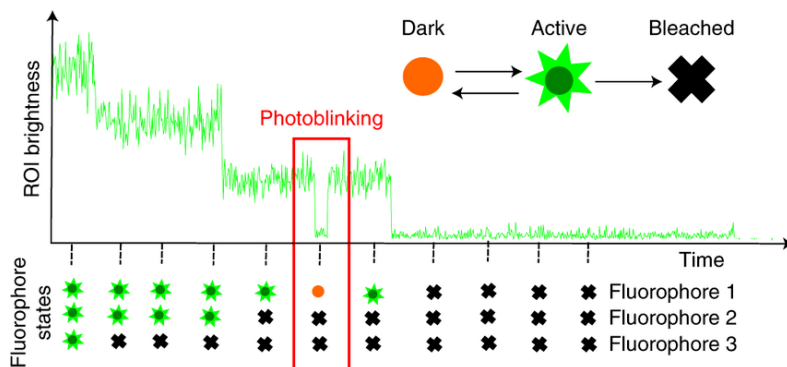 Dark Active Bleached
ROI brightness
Photoblinking
Time
Fluorophore states
Fluorophore 1
Fluorophore 2
Fluorophore 3